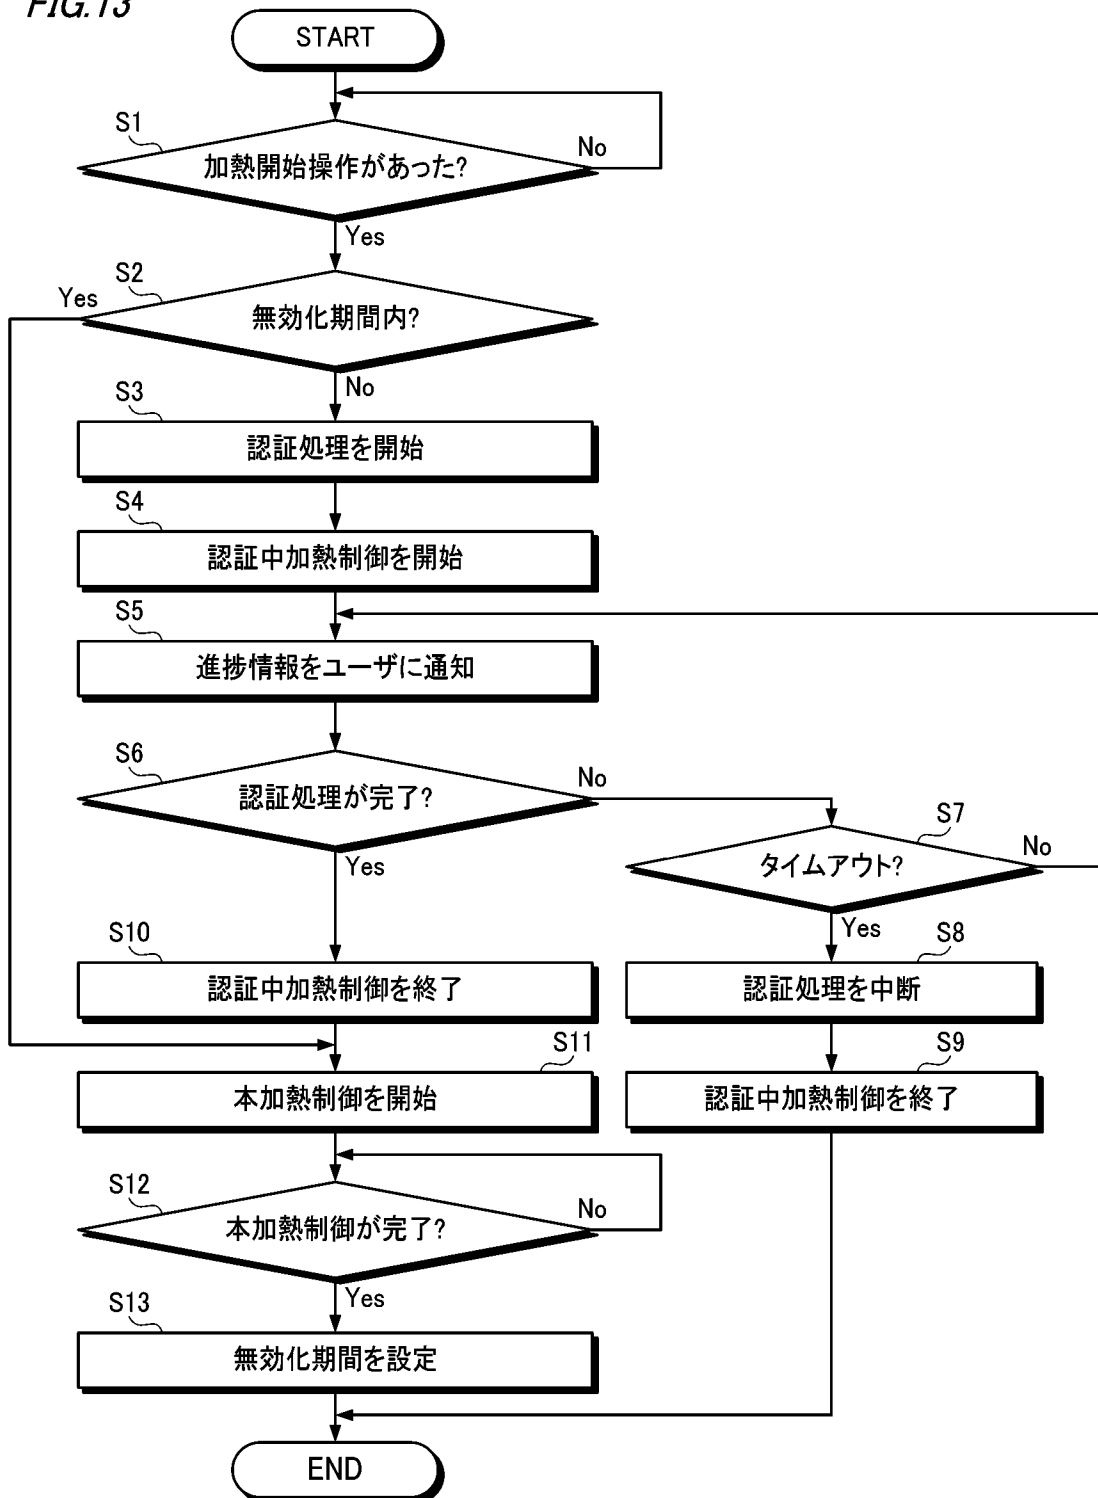 FIG.13
START
S1
加熱開始操作があった?
No
Yes
S2
Yes
無効化期間内?
No
S3
認証処理を開始
S4
認証中加熱制御を開始
S5
進捗情報をユーザに通知
S6
認証処理が完了?
No
Yes
S7
タイムアウト?
No
Yes
S10
認証中加熱制御を終了
S8
認証処理を中断
S11
本加熱制御を開始
S9
認証中加熱制御を終了
S12
本加熱制御が完了?
No
Yes
S13
無効化期間を設定
END